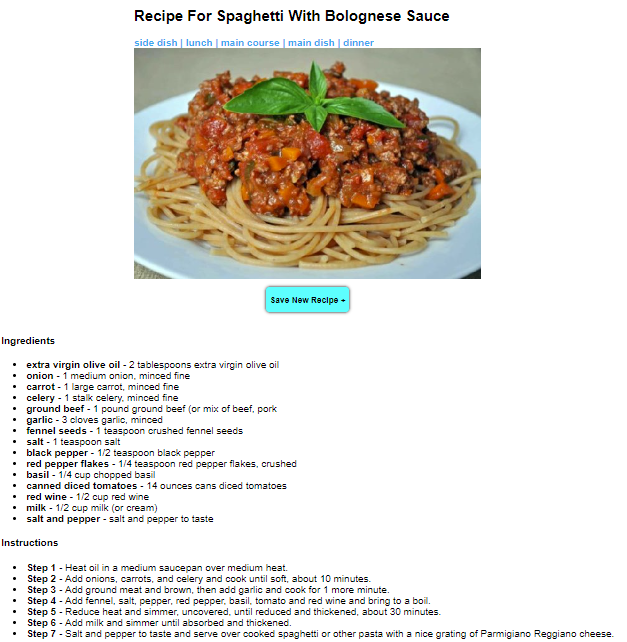 Recipe For Spaghetti With Bolognese Sauce
side dish | lunch | main course | main dish | dinner
Save New Recipe +
Ingredients
• extra virgin olive oil - 2 tablespoons extra virgin olive oil
• onion - 1 medium onion, minced fine
• carrot - 1 large carrot, minced fine
• celery - 1 stalk celery, minced fine
• ground beef - 1 pound ground beef (or mix of beef, pork
• garlic - 3 cloves garlic, minced
• fennel seeds - 1 teaspoon crushed fennel seeds
• salt - 1 teaspoon salt
• black pepper - 1/2 teaspoon black pepper
• red pepper flakes - 1/4 teaspoon red pepper flakes, crushed
• basil - 1/4 cup chopped basil
• canned diced tomatoes - 14 ounces cans diced tomatoes
• red wine - 1/2 cup red wine
• milk - 1/2 cup milk (or cream)
• salt and pepper - salt and pepper to taste
Instructions
• Step 1 - Heat oil in a medium saucepan over medium heat.
• Step 2 - Add onions, carrots, and celery and cook until soft, about 10 minutes.
• Step 3 - Add ground meat and brown, then add garlic and cook for 1 more minute.
• Step 4 - Add fennel, salt, pepper, red pepper, basil, tomato and red wine and bring to a boil.
• Step 5 - Reduce heat and simmer, uncovered, until reduced and thickened, about 30 minutes.
• Step 6 - Add milk and simmer until absorbed and thickened.
• Step 7 - Salt and pepper to taste and serve over cooked spaghetti or other pasta with a nice grating of Parmigiano Reggiano cheese.